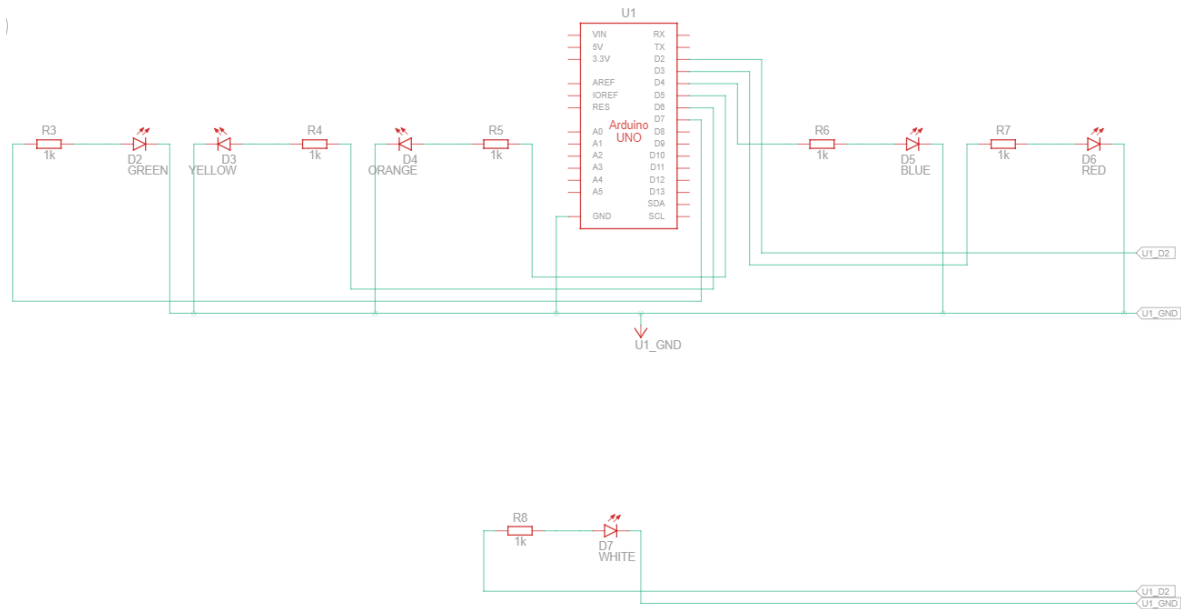 )
U1
VIN RX
5V TX
3.3V D2
D3
AREF D4
IOREF D5
RES D6
D7
Arduino
UNO
A0 D8
A1 D9
A2 D10
A3 D11
A4 D12
A5 D13
SDA
GND SCL
R3
1k
D2
GREEN
D3
YELLOW
R4
1k
D4
ORANGE
R5
1k
R6
1k
D5
BLUE
R7
1k
D6
RED
U1_D2
U1_GND
U1_GND
R8
1k
D7
WHITE
U1_D2
U1_GND